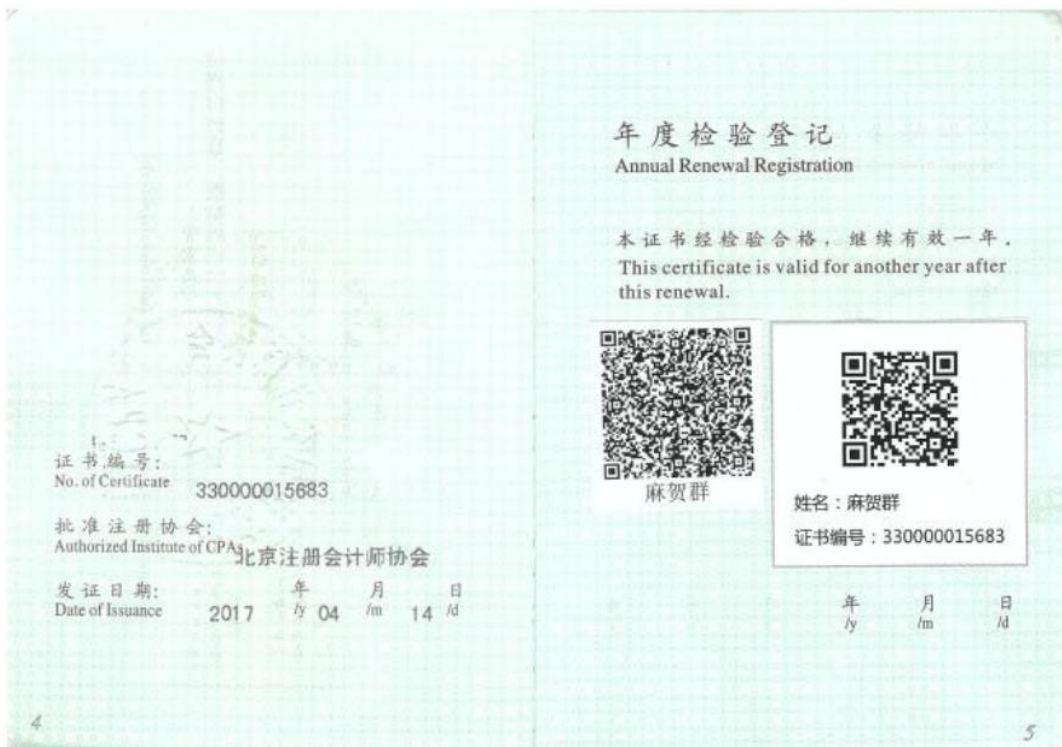 证书编号:
No. of Certificate 330000015683
批准注册协会:
Authorized Institute of CPAs 北京注册会计师协会
发证日期: 年 月 日
Date of Issuance 2017 /y 04 /m 14 /d
4
年度检验登记
Annual Renewal Registration
本证书经检验合格，继续有效一年.
This certificate is valid for another year after
this renewal.
麻贺群
姓名：麻贺群
证书编号：330000015683
年 月 日
/y /m /d
5